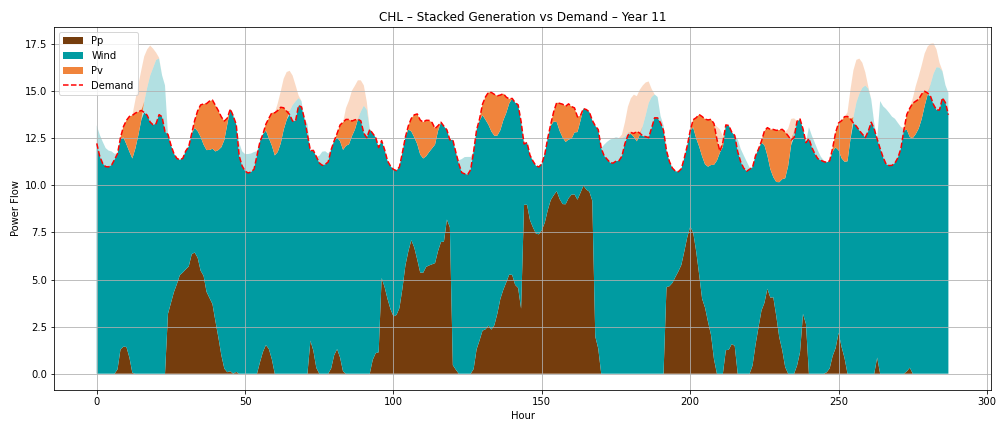 CHL – Stacked Generation vs Demand – Year 11
Pp
Wind
Pv
Demand
Power Flow
17.5
15.0
12.5
10.0
7.5
5.0
2.5
0.0
0 50 100 150 200 250 300
Hour